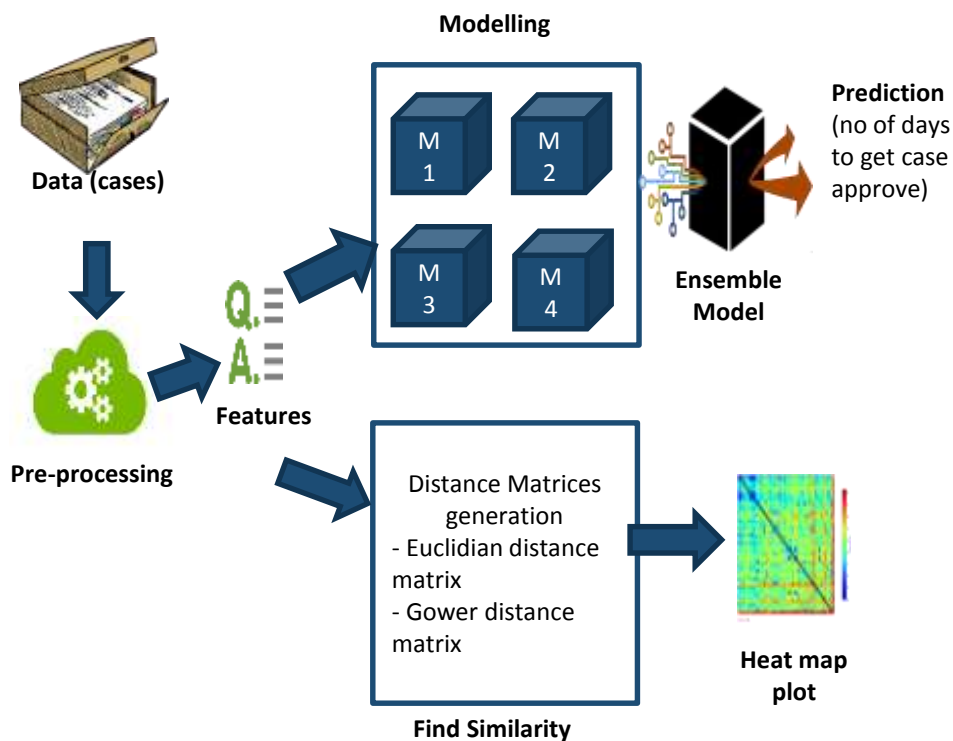 Modelling
Data (cases)
M
1
M
2
M
3
M
4
Prediction
(no of days
to get case
approve)
Ensemble
Model
Q.
A.
Features
Pre-processing
Distance Matrices
generation
- Euclidian distance
matrix
- Gower distance
matrix
Find Similarity
Heat map
plot